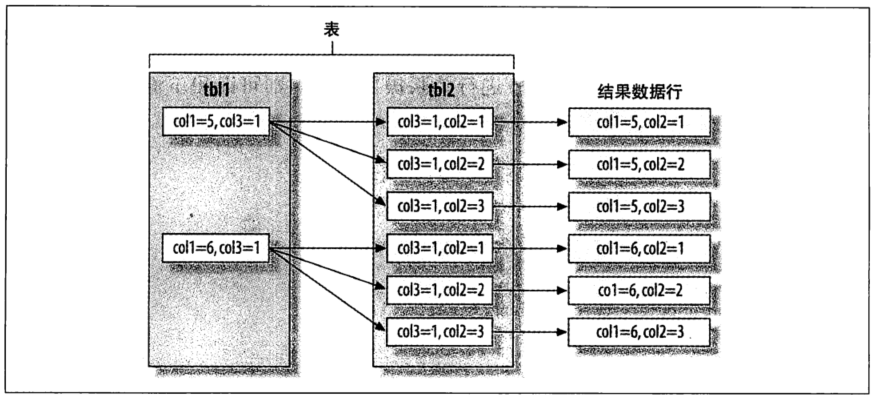 表
tbl1 tbl2 结果数据行
col1=5, col3=1 col3=1, col2=1 col1=5, col2=1
col3=1, col2=2 col1=5, col2=2
col3=1, col2=3 col1=5, col2=3
col1=6, col3=1 col3=1, col2=1 col1=6, col2=1
col3=1, col2=2 co1=6, col2=2
col3=1, col2=3 col1=6, col2=3